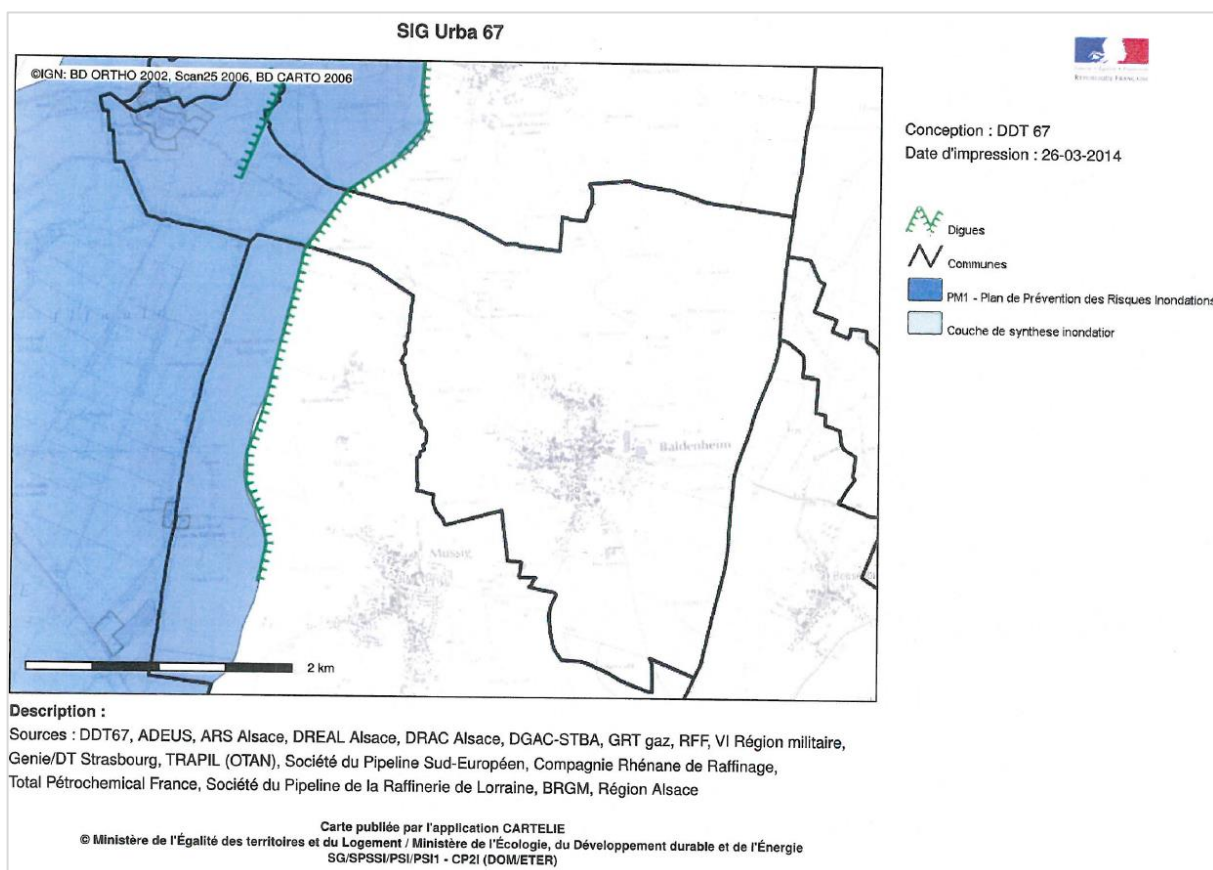 SIG Urba 67
©IGN: BD ORTHO 2002, Scan25 2006, BD CARTO 2006
RÉPUBLIQUE FRANÇAISE
Conception : DDT 67
Date d'impression : 26-03-2014
Digues
Communes
PM1 - Plan de Prévention des Risques Inondations
Couche de synthese inondatior
Baldenheim
Mussig
2 km
Description :
Sources : DDT67, ADEUS, ARS Alsace, DREAL Alsace, DRAC Alsace, DGAC-STBA, GRT gaz, RFF, VI Région militaire,
Genie/DT Strasbourg, TRAPIL (OTAN), Société du Pipeline Sud-Européen, Compagnie Rhénane de Raffinage,
Total Pétrochemical France, Société du Pipeline de la Raffinerie de Lorraine, BRGM, Région Alsace
Carte publiée par l'application CARTELIE
© Ministère de l'Égalité des territoires et du Logement / Ministère de l'Écologie, du Développement durable et de l'Énergie
SG/SPSSI/PSI/PSI1 - CP2I (DOM/ETER)